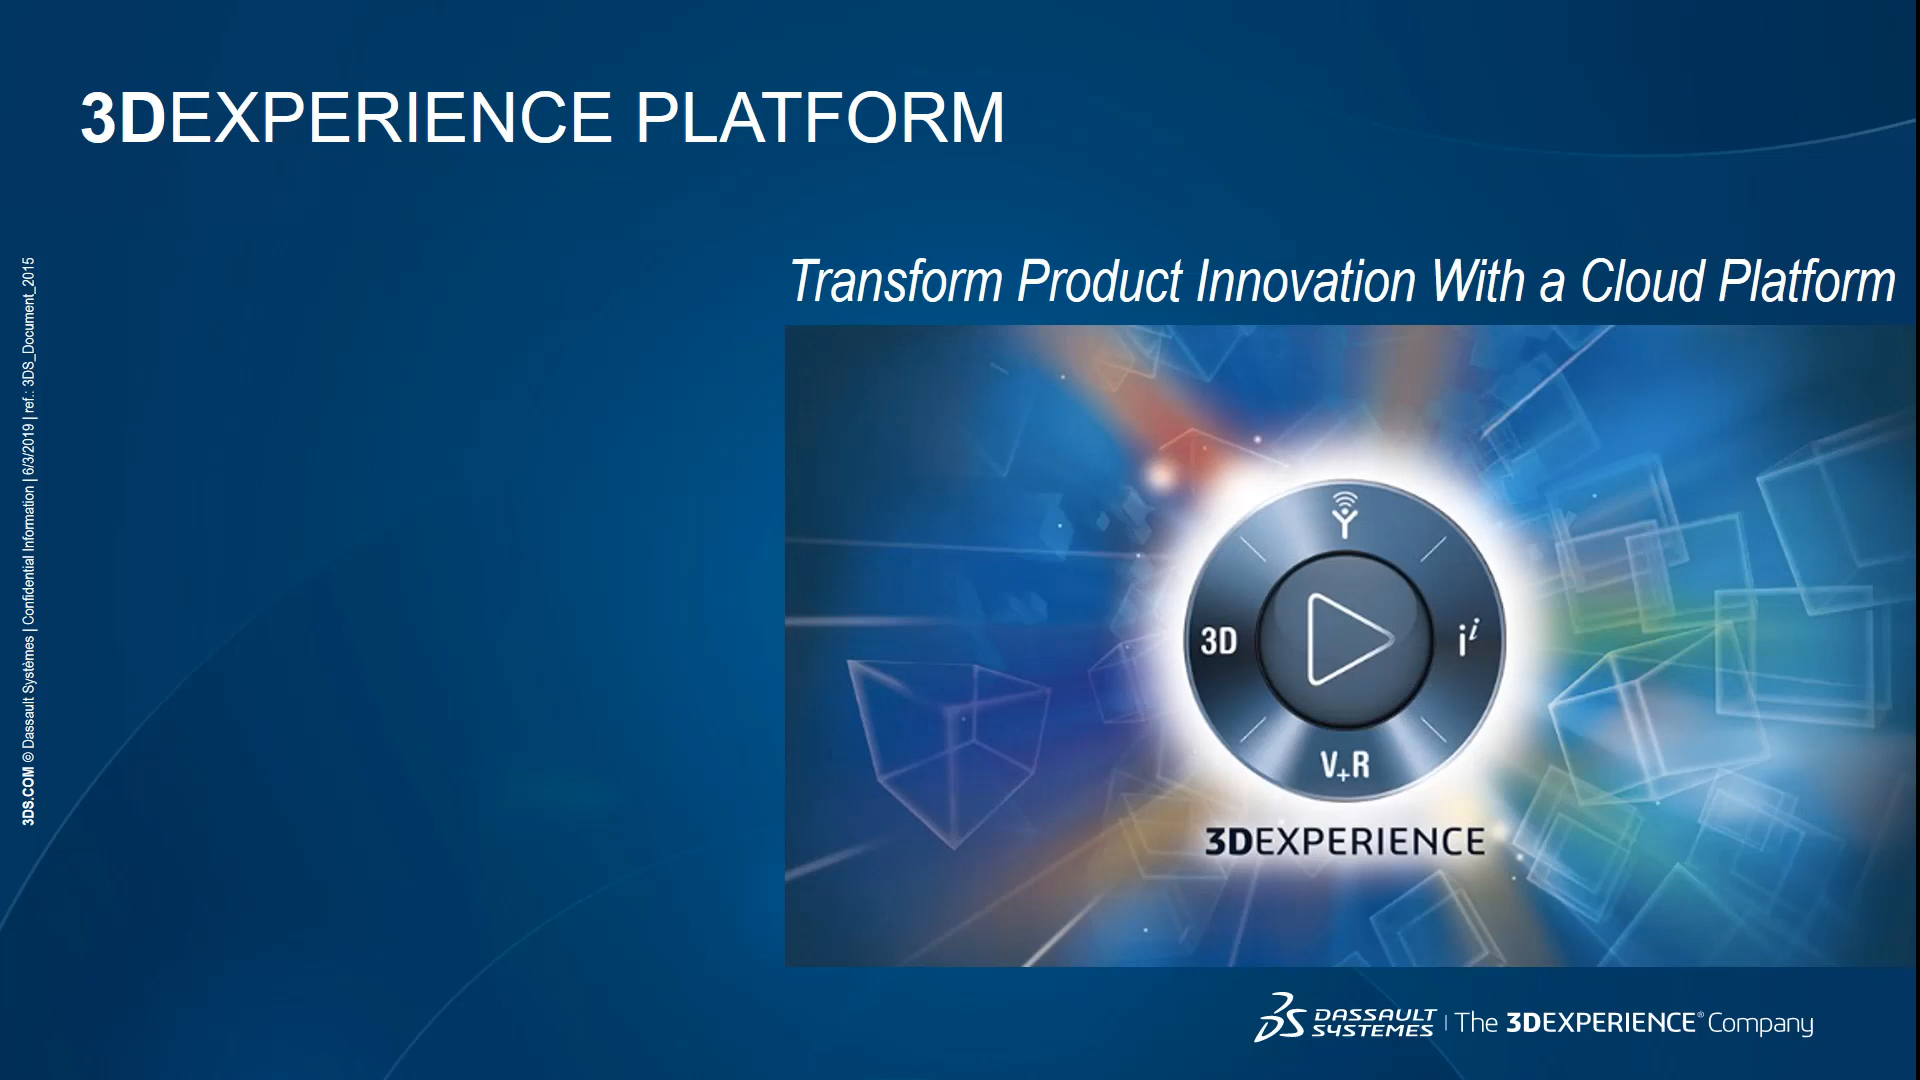 3DEXPERIENCE PLATFORM
Transform Product Innovation With a Cloud Platform
3DS.COM © Dassault Systèmes | Confidential Information | 6/3/2019 | ref.: 3DS_Document_2015
3D
i i
V+R
3DEXPERIENCE
3DS DASSAULT SYSTEMES | The 3DEXPERIENCE® Company